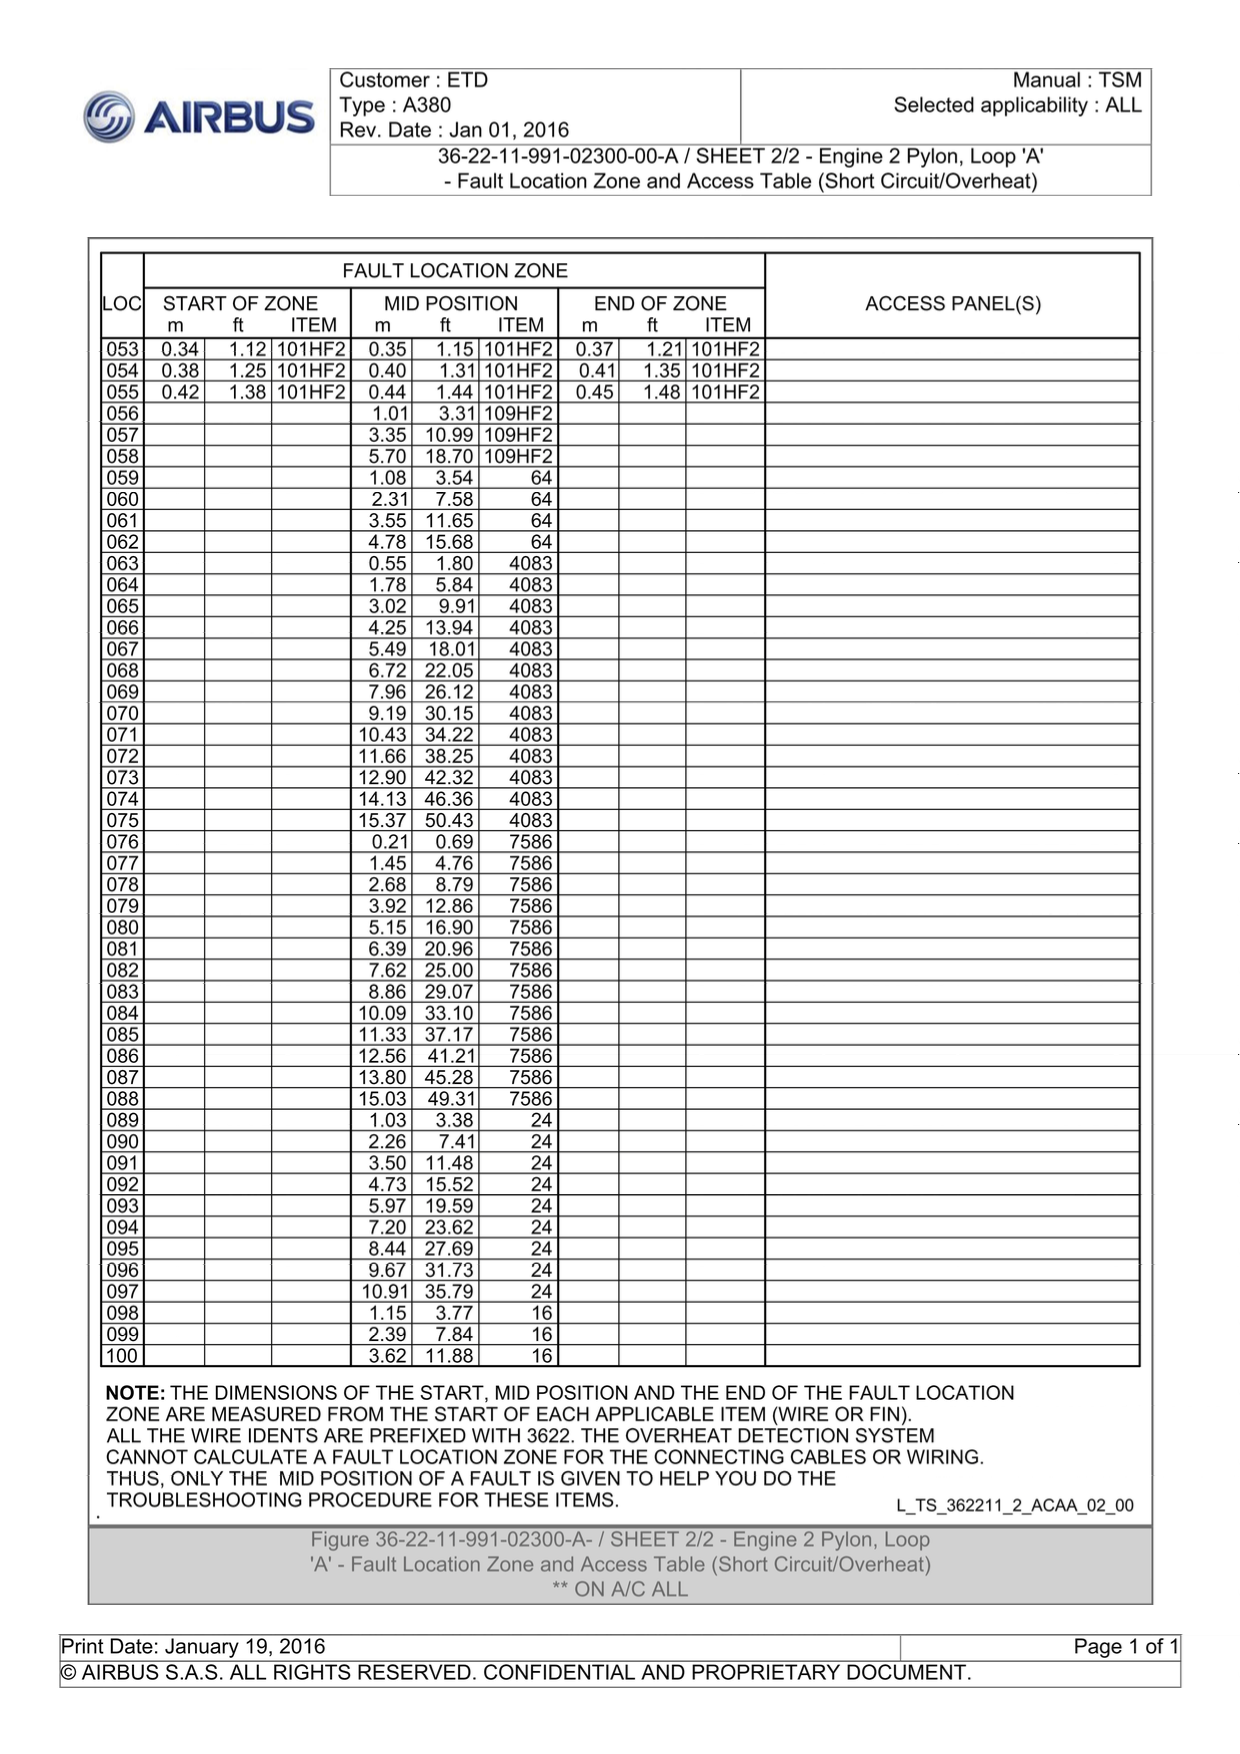 AIRBUS
Customer : ETD
Type : A380
Rev. Date : Jan 01, 2016
Manual : TSM
Selected applicability : ALL
36-22-11-991-02300-00-A / SHEET 2/2 - Engine 2 Pylon, Loop 'A'
- Fault Location Zone and Access Table (Short Circuit/Overheat)
FAULT LOCATION ZONE
LOC START OF ZONE MID POSITION END OF ZONE ACCESS PANEL(S)
m ft ITEM m ft ITEM m ft ITEM
053 0.34 1.12 101HF2 0.35 1.15 101HF2 0.37 1.21 101HF2
054 0.38 1.25 101HF2 0.40 1.31 101HF2 0.41 1.35 101HF2
055 0.42 1.38 101HF2 0.44 1.44 101HF2 0.45 1.48 101HF2
056 1.01 3.31 109HF2
057 3.35 10.99 109HF2
058 5.70 18.70 109HF2
059 1.08 3.54 64
060 2.31 7.58 64
061 3.55 11.65 64
062 4.78 15.68 64
063 0.55 1.80 4083
064 1.78 5.84 4083
065 3.02 9.91 4083
066 4.25 13.94 4083
067 5.49 18.01 4083
068 6.72 22.05 4083
069 7.96 26.12 4083
070 9.19 30.15 4083
071 10.43 34.22 4083
072 11.66 38.25 4083
073 12.90 42.32 4083
074 14.13 46.36 4083
075 15.37 50.43 4083
076 0.21 0.69 7586
077 1.45 4.76 7586
078 2.68 8.79 7586
079 3.92 12.86 7586
080 5.15 16.90 7586
081 6.39 20.96 7586
082 7.62 25.00 7586
083 8.86 29.07 7586
084 10.09 33.10 7586
085 11.33 37.17 7586
086 12.56 41.21 7586
087 13.80 45.28 7586
088 15.03 49.31 7586
089 1.03 3.38 24
090 2.26 7.41 24
091 3.50 11.48 24
092 4.73 15.52 24
093 5.97 19.59 24
094 7.20 23.62 24
095 8.44 27.69 24
096 9.67 31.73 24
097 10.91 35.79 24
098 1.15 3.77 16
099 2.39 7.84 16
100 3.62 11.88 16
NOTE: THE DIMENSIONS OF THE START, MID POSITION AND THE END OF THE FAULT LOCATION
ZONE ARE MEASURED FROM THE START OF EACH APPLICABLE ITEM (WIRE OR FIN).
ALL THE WIRE IDENTS ARE PREFIXED WITH 3622. THE OVERHEAT DETECTION SYSTEM
CANNOT CALCULATE A FAULT LOCATION ZONE FOR THE CONNECTING CABLES OR WIRING.
THUS, ONLY THE MID POSITION OF A FAULT IS GIVEN TO HELP YOU DO THE
TROUBLESHOOTING PROCEDURE FOR THESE ITEMS.
L_TS_362211_2_ACAA_02_00
Figure 36-22-11-991-02300-A- / SHEET 2/2 - Engine 2 Pylon, Loop
'A' - Fault Location Zone and Access Table (Short Circuit/Overheat)
** ON A/C ALL
Print Date: January 19, 2016
Page 1 of 1
© AIRBUS S.A.S. ALL RIGHTS RESERVED. CONFIDENTIAL AND PROPRIETARY DOCUMENT.